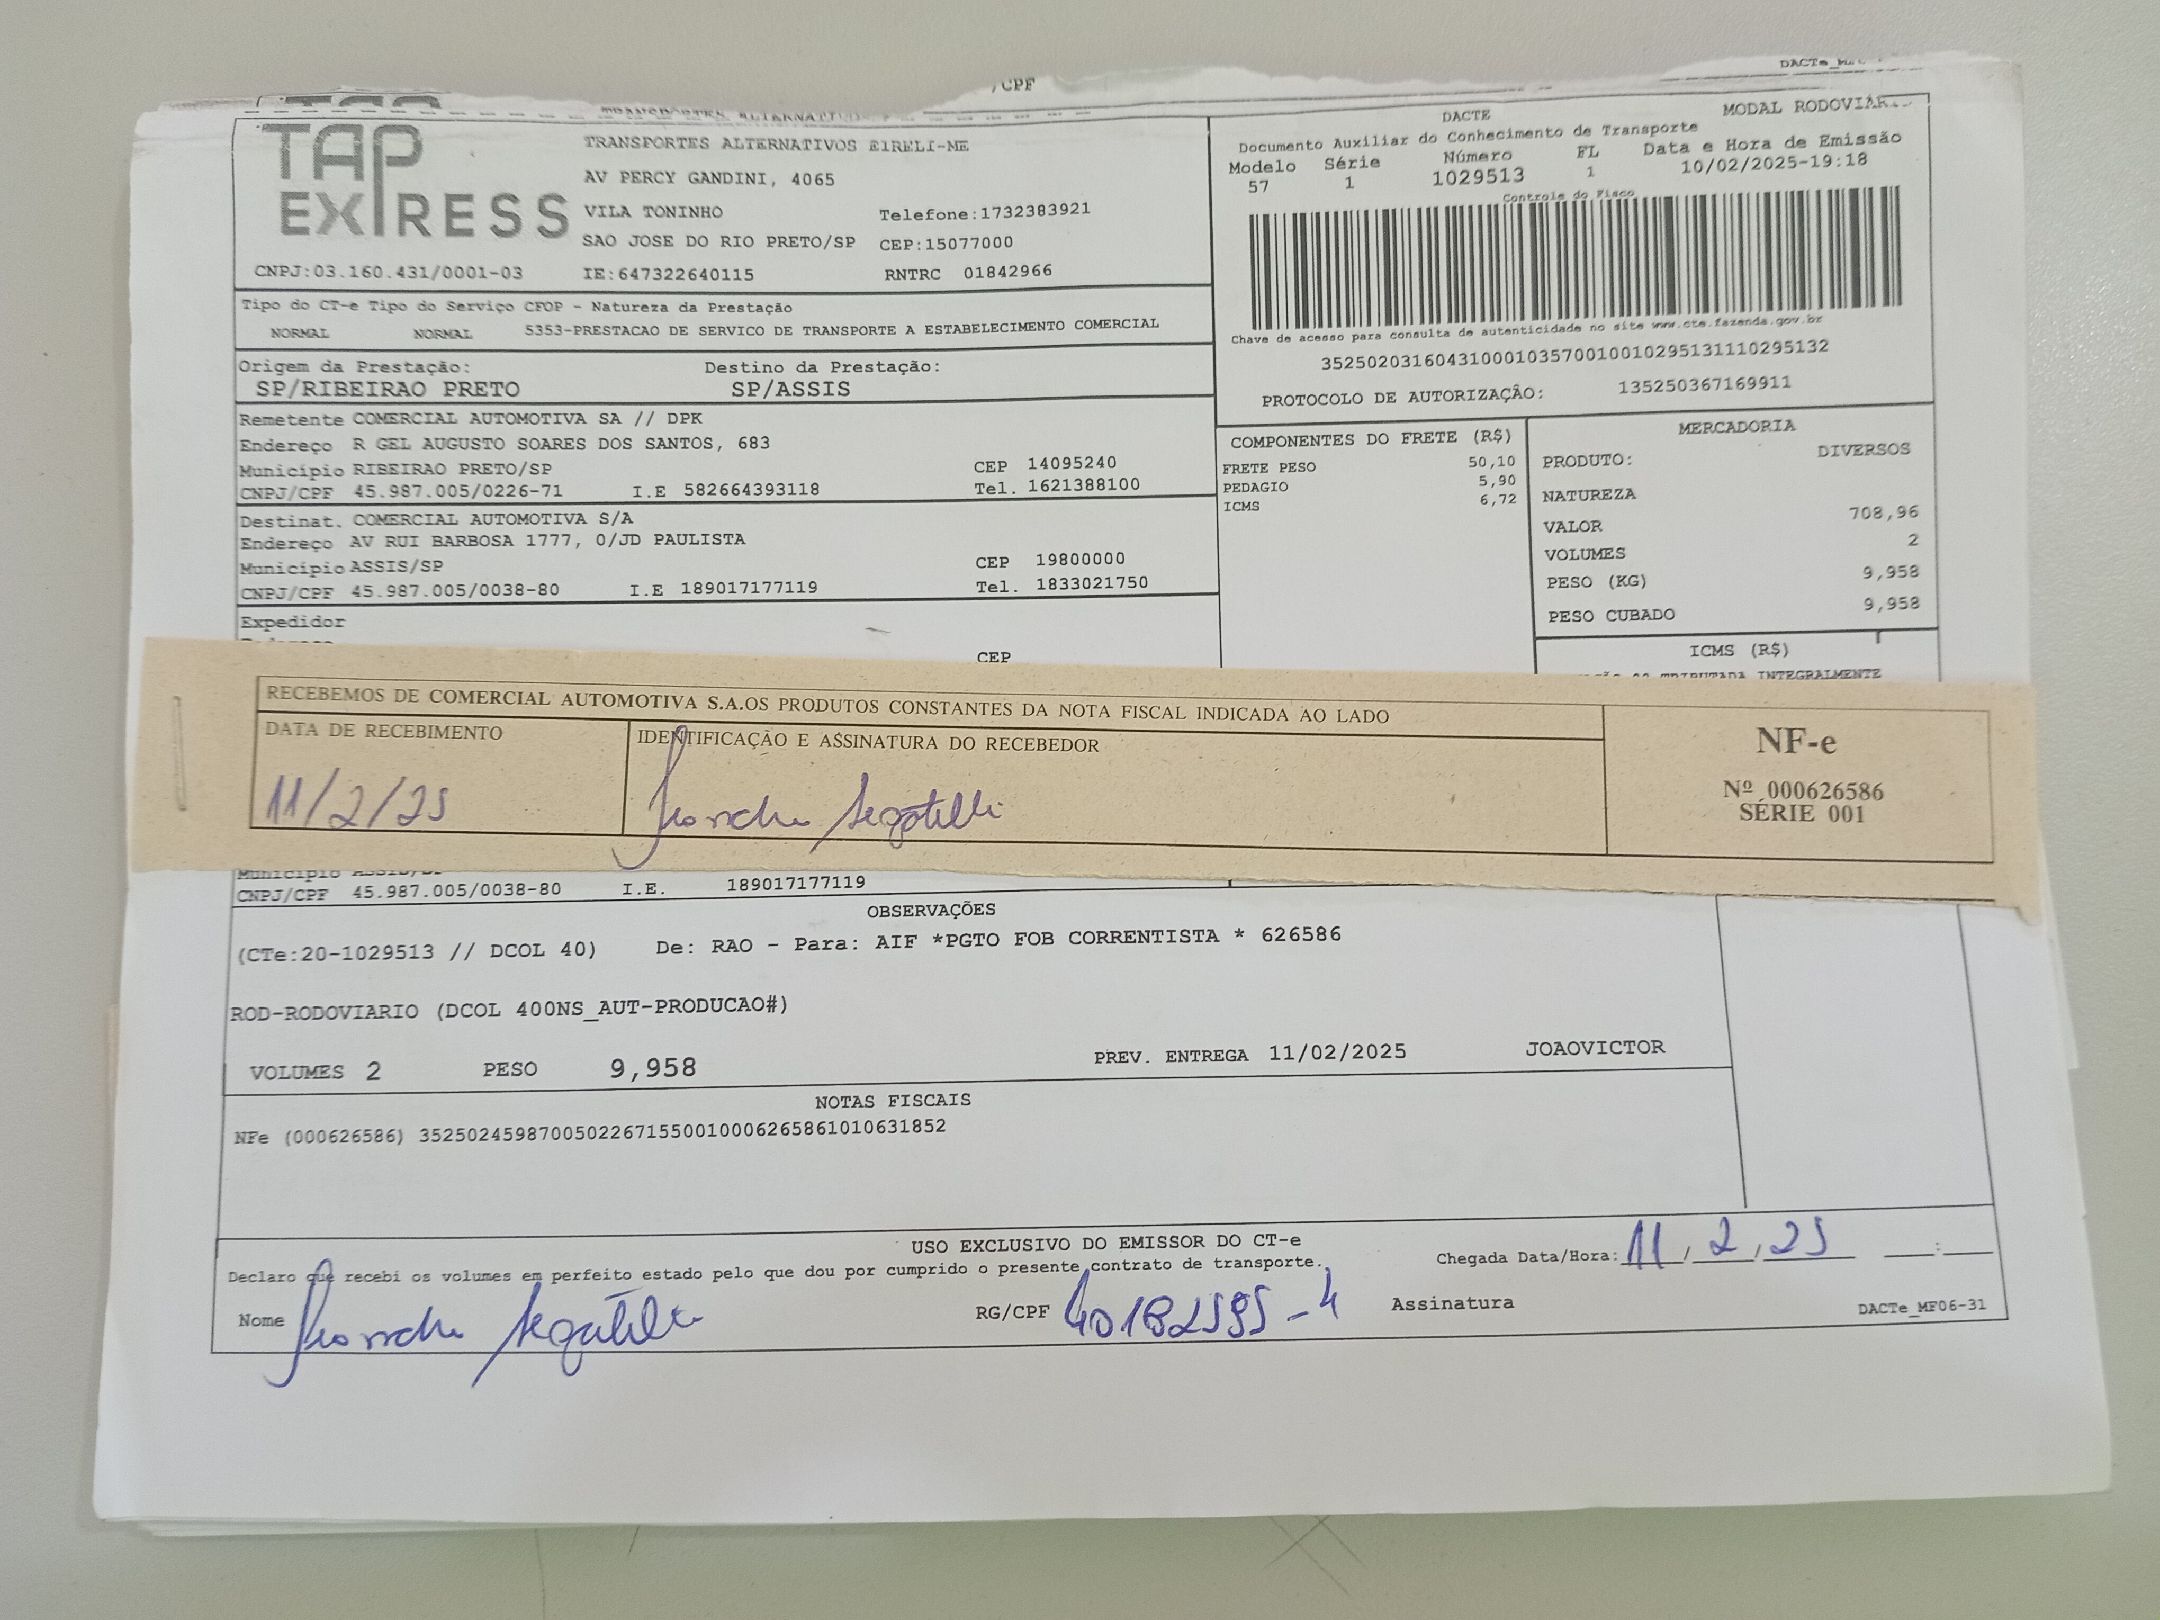 /CPF
DACTe
TAP EXPRESS
TRANSPORTES ALTERNATIVOS EIRELI-ME
AV PERCY GANDINI, 4065
VILA TONINHO Telefone:1732383921
SAO JOSE DO RIO PRETO/SP CEP:15077000
CNPJ:03.160.431/0001-03 IE:647322640115 RNTRC 01842966
DACTE MODAL RODOVIÁR
Documento Auxiliar do Conhecimento de Transporte
Modelo Série Número FL Data e Hora de Emissão
57 1 1029513 1 10/02/2025-19:18
Controle do Fisco
Chave de acesso para consulta de autenticidade no site www.cte.fazenda.gov.br
35250203160431000103570010010295131110295132
PROTOCOLO DE AUTORIZAÇÃO: 135250367169911
Tipo do CT-e Tipo do Serviço CFOP - Natureza da Prestação
NORMAL NORMAL 5353-PRESTACAO DE SERVICO DE TRANSPORTE A ESTABELECIMENTO COMERCIAL
Origem da Prestação: Destino da Prestação:
SP/RIBEIRAO PRETO SP/ASSIS
Remetente COMERCIAL AUTOMOTIVA SA // DPK
Endereço R GEL AUGUSTO SOARES DOS SANTOS, 683
Município RIBEIRAO PRETO/SP CEP 14095240
CNPJ/CPF 45.987.005/0226-71 I.E 582664393118 Tel. 1621388100
Destinat. COMERCIAL AUTOMOTIVA S/A
Endereço AV RUI BARBOSA 1777, 0/JD PAULISTA
Município ASSIS/SP CEP 19800000
CNPJ/CPF 45.987.005/0038-80 I.E 189017177119 Tel. 1833021750
Expedidor
CEP
COMPONENTES DO FRETE (R$)
FRETE PESO 50,10
PEDAGIO 5,90
ICMS 6,72
MERCADORIA
PRODUTO: DIVERSOS
NATUREZA
VALOR 708,96
VOLUMES 2
PESO (KG) 9,958
PESO CUBADO 9,958
ICMS (R$)
INTEGRALMENTE
RECEBEMOS DE COMERCIAL AUTOMOTIVA S.A.OS PRODUTOS CONSTANTES DA NOTA FISCAL INDICADA AO LADO
DATA DE RECEBIMENTO IDENTIFICAÇÃO E ASSINATURA DO RECEBEDOR
11/2/25
NF-e
Nº 000626586
SÉRIE 001
Município
CNPJ/CPF 45.987.005/0038-80 I.E. 189017177119
OBSERVAÇÕES
(CTe:20-1029513 // DCOL 40) De: RAO - Para: AIF *PGTO FOB CORRENTISTA * 626586
ROD-RODOVIARIO (DCOL 400NS_AUT-PRODUCAO#)
VOLUMES 2 PESO 9,958 PREV. ENTREGA 11/02/2025 JOAOVICTOR
NOTAS FISCAIS
NFe (000626586) 35250245987005022671550010006265861010631852
USO EXCLUSIVO DO EMISSOR DO CT-e
Declaro que recebi os volumes em perfeito estado pelo que dou por cumprido o presente contrato de transporte.
Chegada Data/Hora: 11/2/25 __:__
Nome RG/CPF Assinatura
DACTe_MF06-31